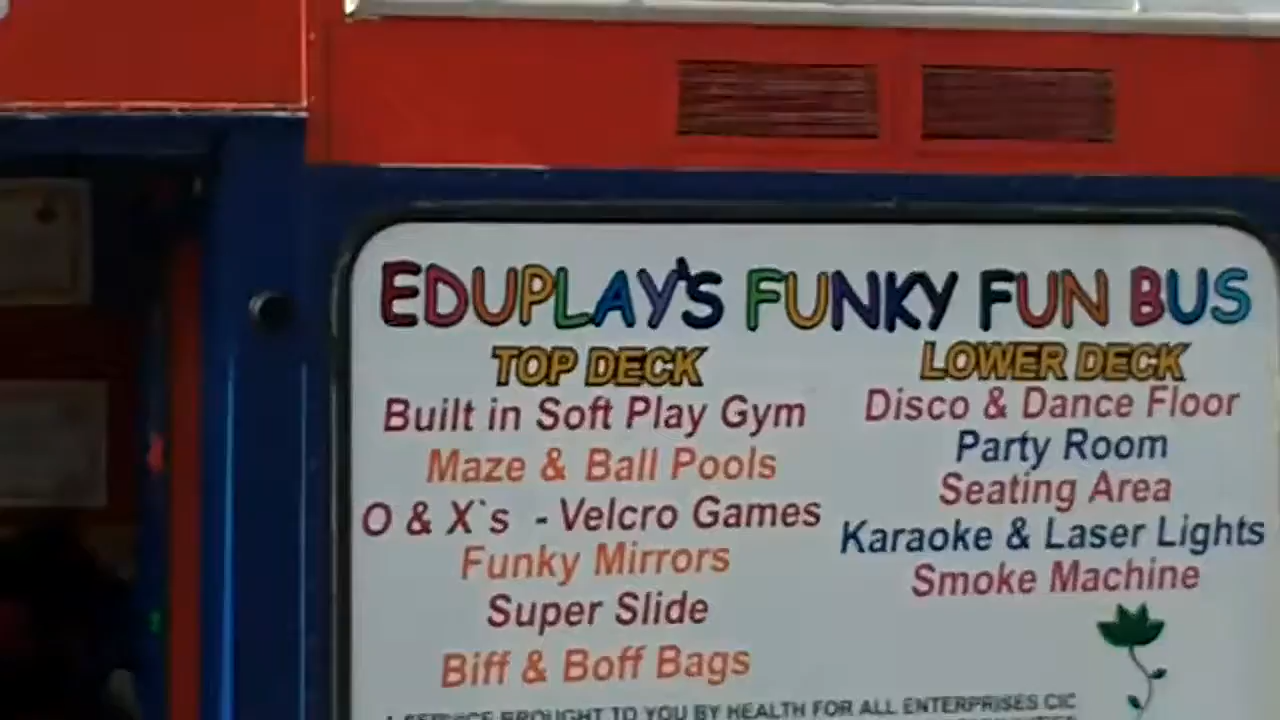 EDUPLAY'S FUNKY FUN BUS
TOP DECK
Built in Soft Play Gym
Maze & Ball Pools
O & X`s - Velcro Games
Funky Mirrors
Super Slide
Biff & Boff Bags
LOWER DECK
Disco & Dance Floor
Party Room
Seating Area
Karaoke & Laser Lights
Smoke Machine
A SERVICE BROUGHT TO YOU BY HEALTH FOR ALL ENTERPRISES CIC